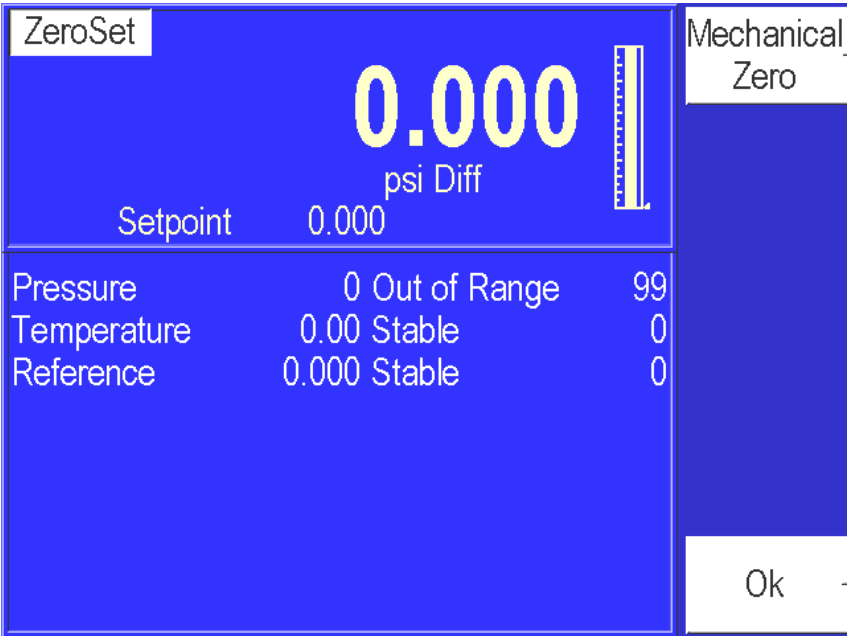 ZeroSet
0.000
psi Diff
Setpoint 0.000
Pressure 0 Out of Range 99
Temperature 0.00 Stable 0
Reference 0.000 Stable 0
Mechanical
Zero
Ok